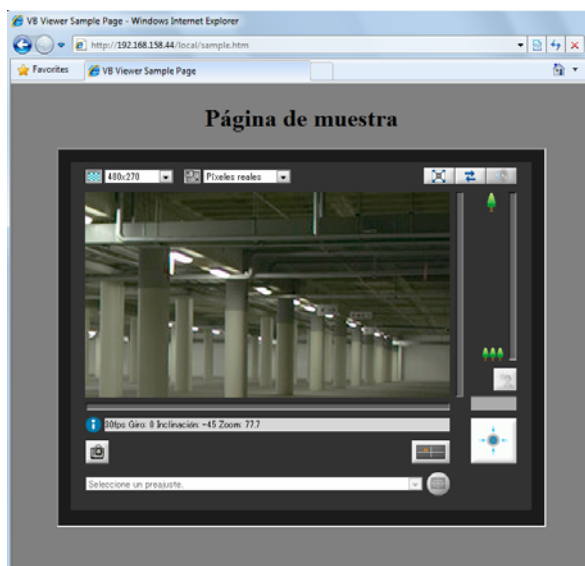 VB Viewer Sample Page - Windows Internet Explorer
http://192.168.158.44/local/sample.htm
Favorites VB Viewer Sample Page
Página de muestra
480x270 Píxeles reales
30fps Giro: 0 Inclinación: -45 Zoom: 77.7
Seleccione un preajuste.